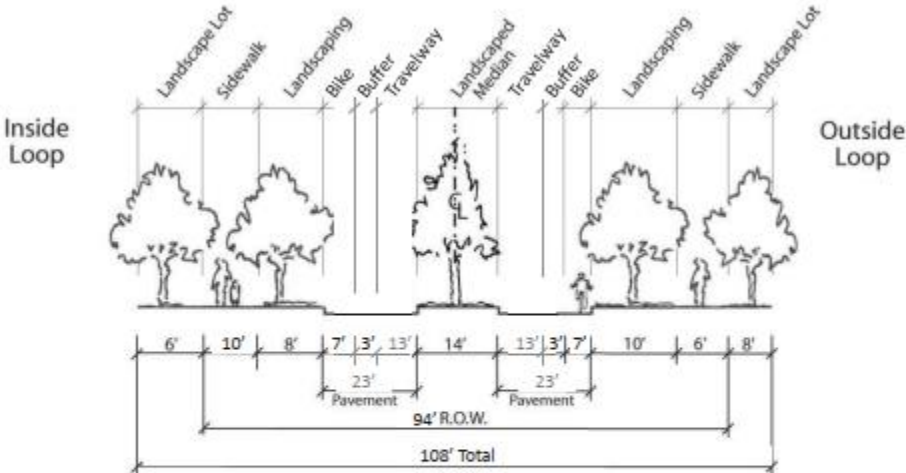 Landscape Lot
Sidewalk
Landscaping
Bike
Buffer
Travelway
Landscaped
Median
Travelway
Buffer
Bike
Landscaping
Sidewalk
Landscape Lot
Inside
Loop
Outside
Loop
CL
6' 10' 8' 7' 3' 13' 14' 13' 3' 7' 10' 6' 8'
23' 23'
Pavement Pavement
94' R.O.W.
108' Total